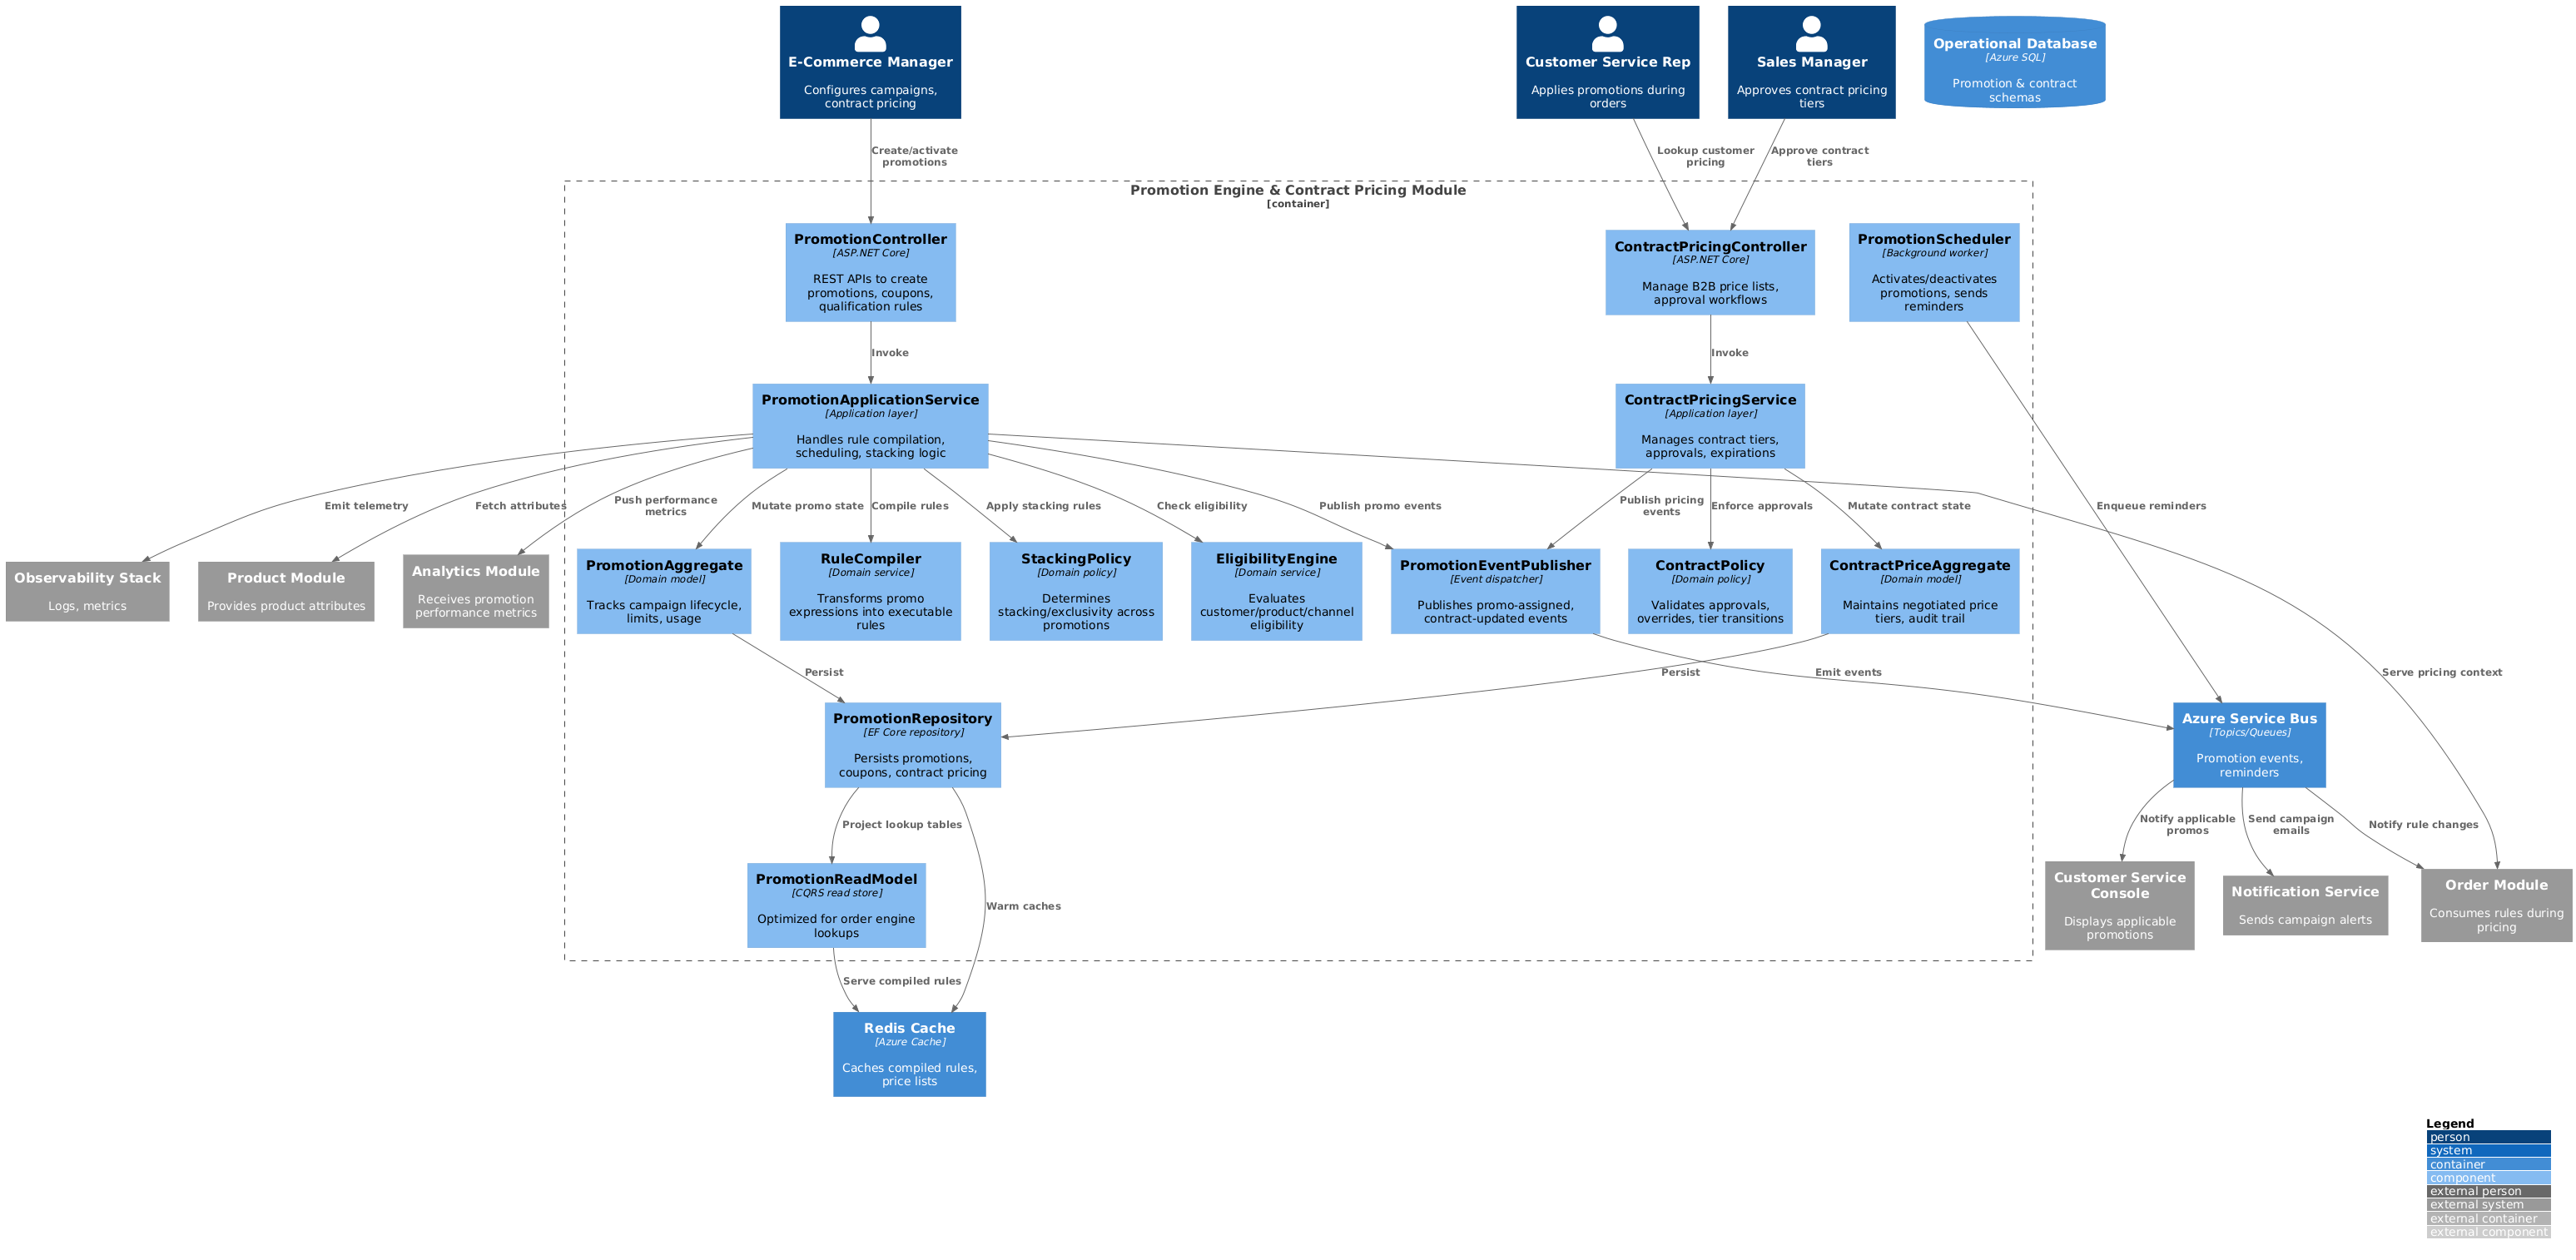 E-Commerce Manager
Configures campaigns,
contract pricing
Customer Service Rep
Applies promotions during
orders
Sales Manager
Approves contract pricing
tiers
Operational Database
[Azure SQL]
Promotion & contract
schemas
Create/activate
promotions
Lookup customer
pricing
Approve contract
tiers
Promotion Engine & Contract Pricing Module
[container]
PromotionController
[ASP.NET Core]
REST APIs to create
promotions, coupons,
qualification rules
ContractPricingController
[ASP.NET Core]
Manage B2B price lists,
approval workflows
PromotionScheduler
[Background worker]
Activates/deactivates
promotions, sends
reminders
Invoke
Invoke
PromotionApplicationService
[Application layer]
Handles rule compilation,
scheduling, stacking logic
ContractPricingService
[Application layer]
Manages contract tiers,
approvals, expirations
Emit telemetry
Fetch attributes
Push performance
metrics
Mutate promo state
Compile rules
Apply stacking rules
Check eligibility
Publish promo events
Publish pricing
events
Enforce approvals
Mutate contract state
Enqueue reminders
Observability Stack
Logs, metrics
Product Module
Provides product attributes
Analytics Module
Receives promotion
performance metrics
PromotionAggregate
[Domain model]
Tracks campaign lifecycle,
limits, usage
RuleCompiler
[Domain service]
Transforms promo
expressions into executable
rules
StackingPolicy
[Domain policy]
Determines
stacking/exclusivity across
promotions
EligibilityEngine
[Domain service]
Evaluates
customer/product/channel
eligibility
PromotionEventPublisher
[Event dispatcher]
Publishes promo-assigned,
contract-updated events
ContractPolicy
[Domain policy]
Validates approvals,
overrides, tier transitions
ContractPriceAggregate
[Domain model]
Maintains negotiated price
tiers, audit trail
Persist
Persist
Emit events
Serve pricing context
PromotionRepository
[EF Core repository]
Persists promotions,
coupons, contract pricing
Azure Service Bus
[Topics/Queues]
Promotion events,
reminders
Project lookup tables
Notify applicable
promos
Send campaign
emails
Notify rule changes
PromotionReadModel
[CQRS read store]
Optimized for order engine
lookups
Warm caches
Customer Service
Console
Displays applicable
promotions
Notification Service
Sends campaign alerts
Order Module
Consumes rules during
pricing
Serve compiled rules
Redis Cache
[Azure Cache]
Caches compiled rules,
price lists
Legend
person
system
container
component
external person
external system
external container
external component